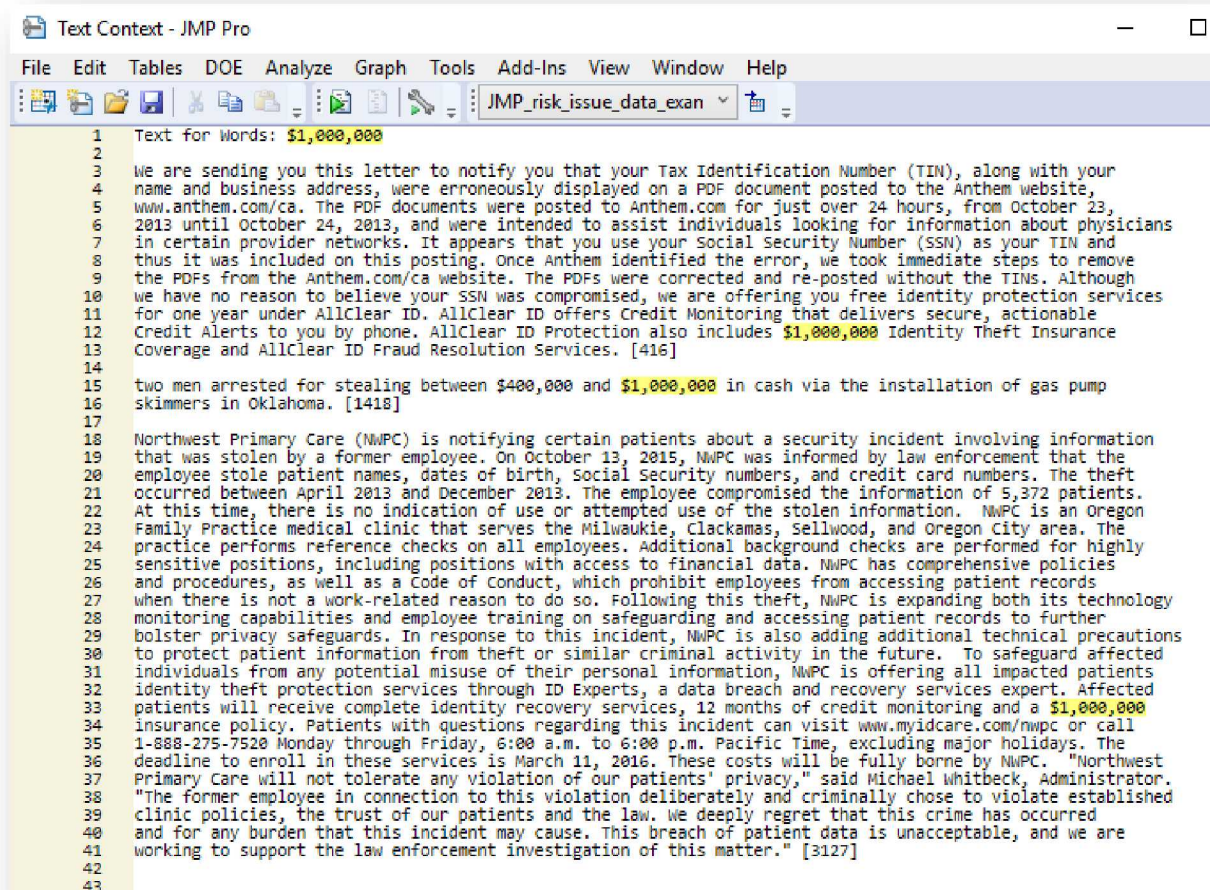 Text Context - JMP Pro
File Edit Tables DOE Analyze Graph Tools Add-Ins View Window Help
JMP_risk_issue_data_exan
1 Text for Words: $1,000,000
2
3 We are sending you this letter to notify you that your Tax Identification Number (TIN), along with your
4 name and business address, were erroneously displayed on a PDF document posted to the Anthem website,
5 www.anthem.com/ca. The PDF documents were posted to Anthem.com for just over 24 hours, from October 23,
6 2013 until October 24, 2013, and were intended to assist individuals looking for information about physicians
7 in certain provider networks. It appears that you use your Social Security Number (SSN) as your TIN and
8 thus it was included on this posting. Once Anthem identified the error, we took immediate steps to remove
9 the PDFs from the Anthem.com/ca website. The PDFs were corrected and re-posted without the TINs. Although
10 we have no reason to believe your SSN was compromised, we are offering you free identity protection services
11 for one year under AllClear ID. AllClear ID offers Credit Monitoring that delivers secure, actionable
12 Credit Alerts to you by phone. AllClear ID Protection also includes $1,000,000 Identity Theft Insurance
13 Coverage and AllClear ID Fraud Resolution Services. [416]
14
15 two men arrested for stealing between $400,000 and $1,000,000 in cash via the installation of gas pump
16 skimmers in Oklahoma. [1418]
17
18 Northwest Primary Care (NWPC) is notifying certain patients about a security incident involving information
19 that was stolen by a former employee. On October 13, 2015, NWPC was informed by law enforcement that the
20 employee stole patient names, dates of birth, Social Security numbers, and credit card numbers. The theft
21 occurred between April 2013 and December 2013. The employee compromised the information of 5,372 patients.
22 At this time, there is no indication of use or attempted use of the stolen information. NWPC is an Oregon
23 Family Practice medical clinic that serves the Milwaukie, Clackamas, Sellwood, and Oregon City area. The
24 practice performs reference checks on all employees. Additional background checks are performed for highly
25 sensitive positions, including positions with access to financial data. NWPC has comprehensive policies
26 and procedures, as well as a Code of Conduct, which prohibit employees from accessing patient records
27 when there is not a work-related reason to do so. Following this theft, NWPC is expanding both its technology
28 monitoring capabilities and employee training on safeguarding and accessing patient records to further
29 bolster privacy safeguards. In response to this incident, NWPC is also adding additional technical precautions
30 to protect patient information from theft or similar criminal activity in the future. To safeguard affected
31 individuals from any potential misuse of their personal information, NWPC is offering all impacted patients
32 identity theft protection services through ID Experts, a data breach and recovery services expert. Affected
33 patients will receive complete identity recovery services, 12 months of credit monitoring and a $1,000,000
34 insurance policy. Patients with questions regarding this incident can visit www.myidcare.com/nwpc or call
35 1-888-275-7520 Monday through Friday, 6:00 a.m. to 6:00 p.m. Pacific Time, excluding major holidays. The
36 deadline to enroll in these services is March 11, 2016. These costs will be fully borne by NWPC. "Northwest
37 Primary Care will not tolerate any violation of our patients' privacy," said Michael Whitbeck, Administrator.
38 "The former employee in connection to this violation deliberately and criminally chose to violate established
39 clinic policies, the trust of our patients and the law. We deeply regret that this crime has occurred
40 and for any burden that this incident may cause. This breach of patient data is unacceptable, and we are
41 working to support the law enforcement investigation of this matter." [3127]
42
43